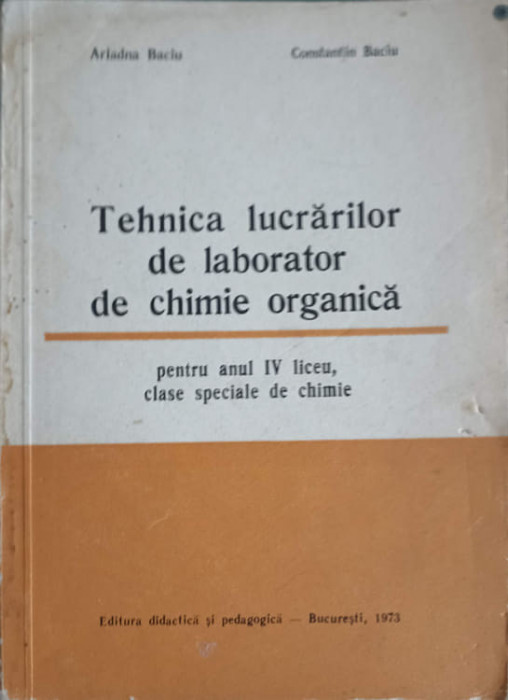 Ariadna Baciu Constantin Baciu
Tehnica lucrărilor
de laborator
de chimie organică
pentru anul IV liceu,
clase speciale de chimie
Editura didactică și pedagogică — București, 1973